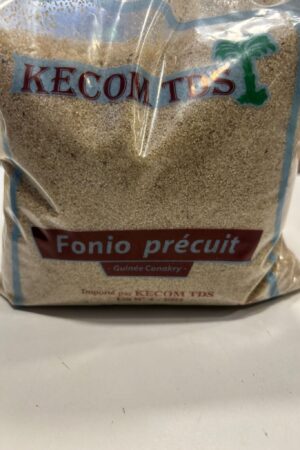 KECOM TDS
Fonio précuit
- Guinée Conakry -
Importé par KECOM TDS